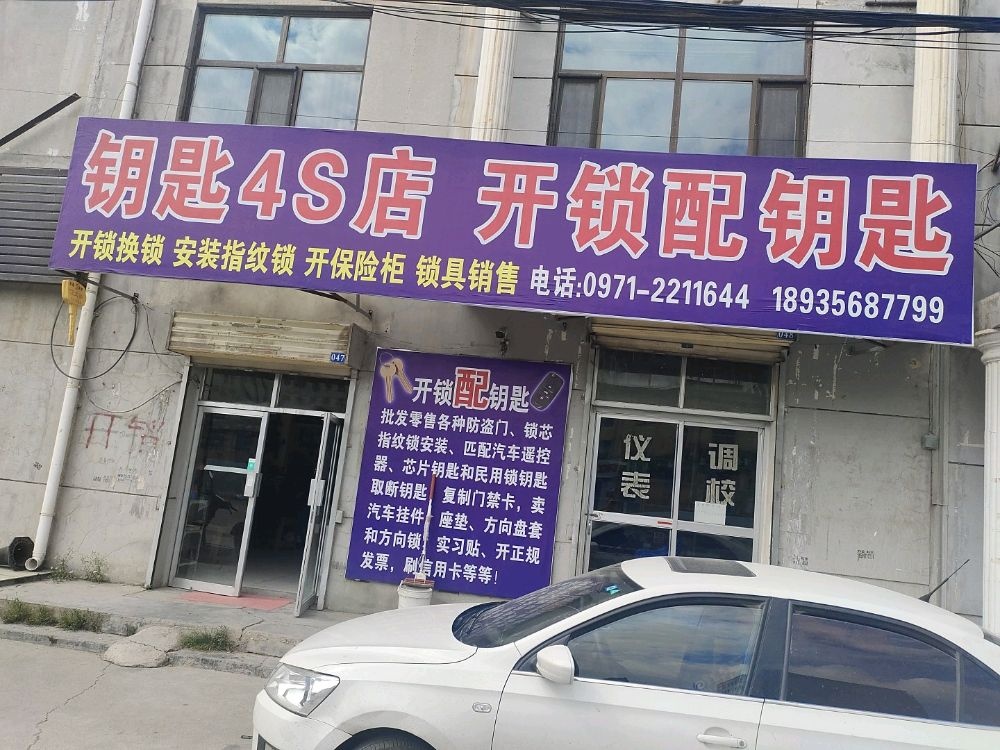 钥匙4S店 开锁配钥匙
开锁换锁 安装指纹锁 开保险柜 锁具销售 电话:0971-2211644 18935687799
047
048
开锁配钥匙
批发零售各种防盗门、锁芯
指纹锁安装、匹配汽车遥控
器、芯片钥匙和民用锁钥匙
取断钥匙，复制门禁卡，卖
汽车挂件、座垫、方向盘套
和方向锁，实习贴、开正规
发票，刷信用卡等等！
仪表
调校
开锁